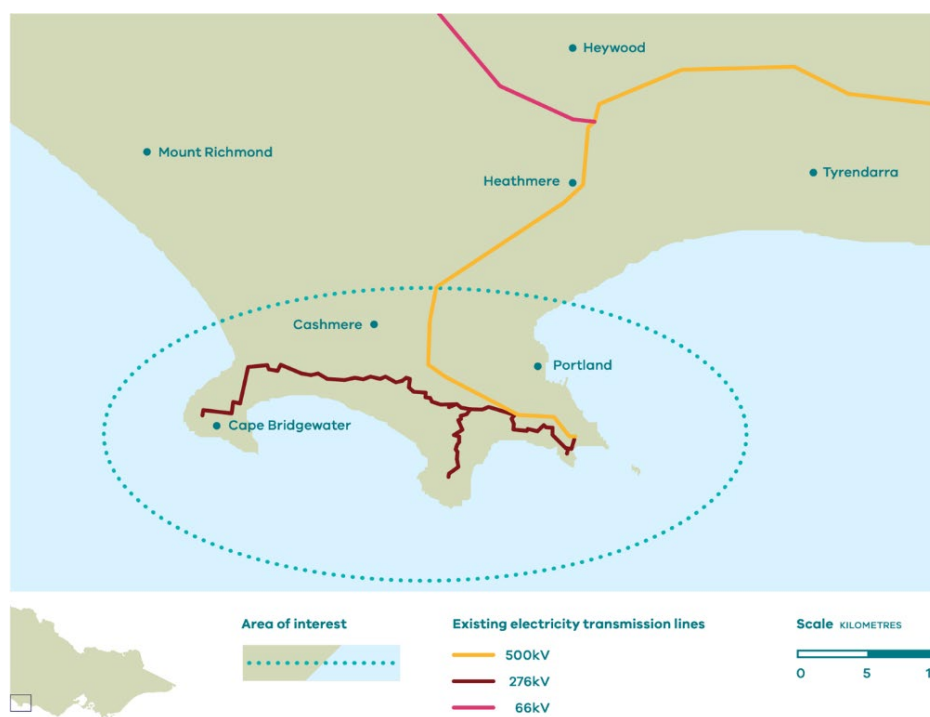 Heywood
Mount Richmond
Tyrendarra
Heathmere
Cashmere
Portland
Cape Bridgewater
Area of interest
Existing electricity transmission lines
500kV
276kV
66kV
Scale KILOMETRES
0 5